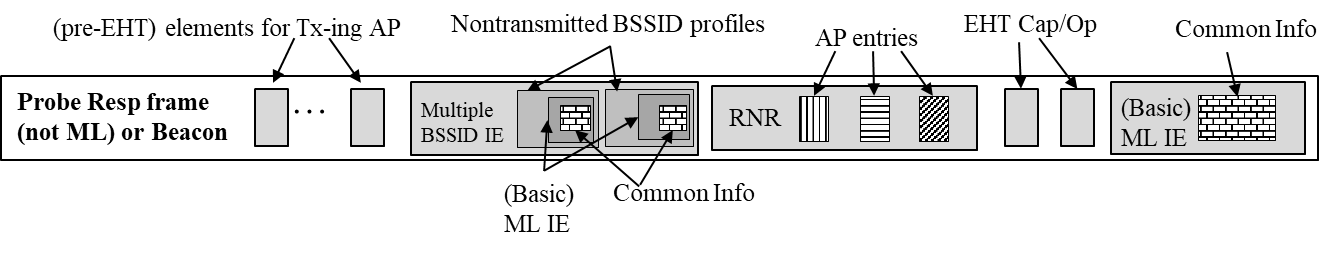 (pre-EHT) elements for Tx-ing AP
Nontransmitted BSSID profiles
AP entries
EHT Cap/Op
Common Info
Probe Resp frame
(not ML) or Beacon
...
Multiple
BSSID IE
RNR
(Basic)
ML IE
(Basic)
ML IE
Common Info